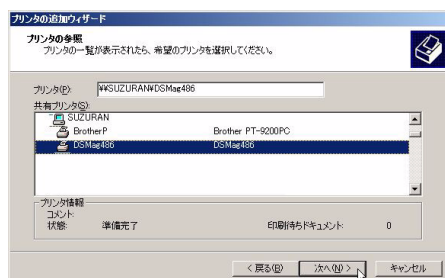 プリンタの追加ウィザード
プリンタの参照
プリンタの一覧が表示されたら、希望のプリンタを選択してください。
プリンタ(P): ¥¥SUZURAN¥DSMag486
共有プリンタ(S):
SUZURAN
BrotherP Brother PT-9200PC
DSMag486 DSMag486
プリンタ情報
コメント:
状態: 準備完了 印刷待ちドキュメント: 0
< 戻る(B) 次へ(N) > キャンセル